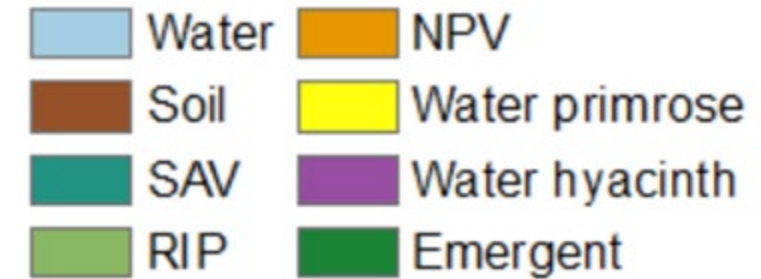 Water NPV
Soil Water primrose
SAV Water hyacinth
RIP Emergent